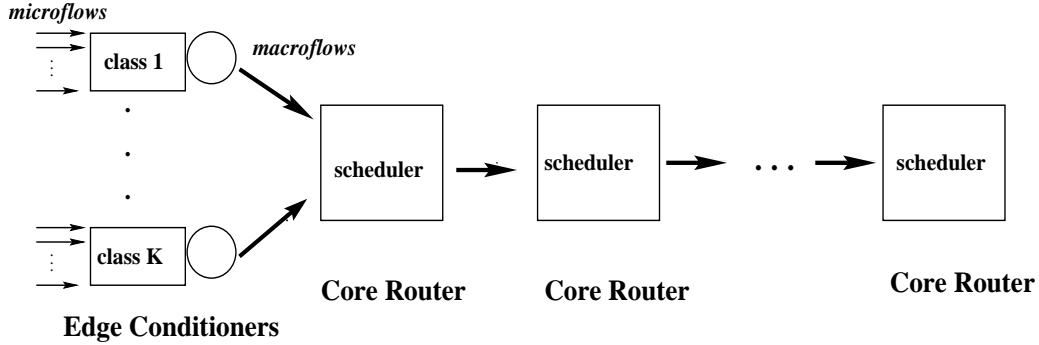 microflows
class 1
macroflows
scheduler
scheduler
scheduler
class K
Core Router
Core Router
Core Router
Edge Conditioners